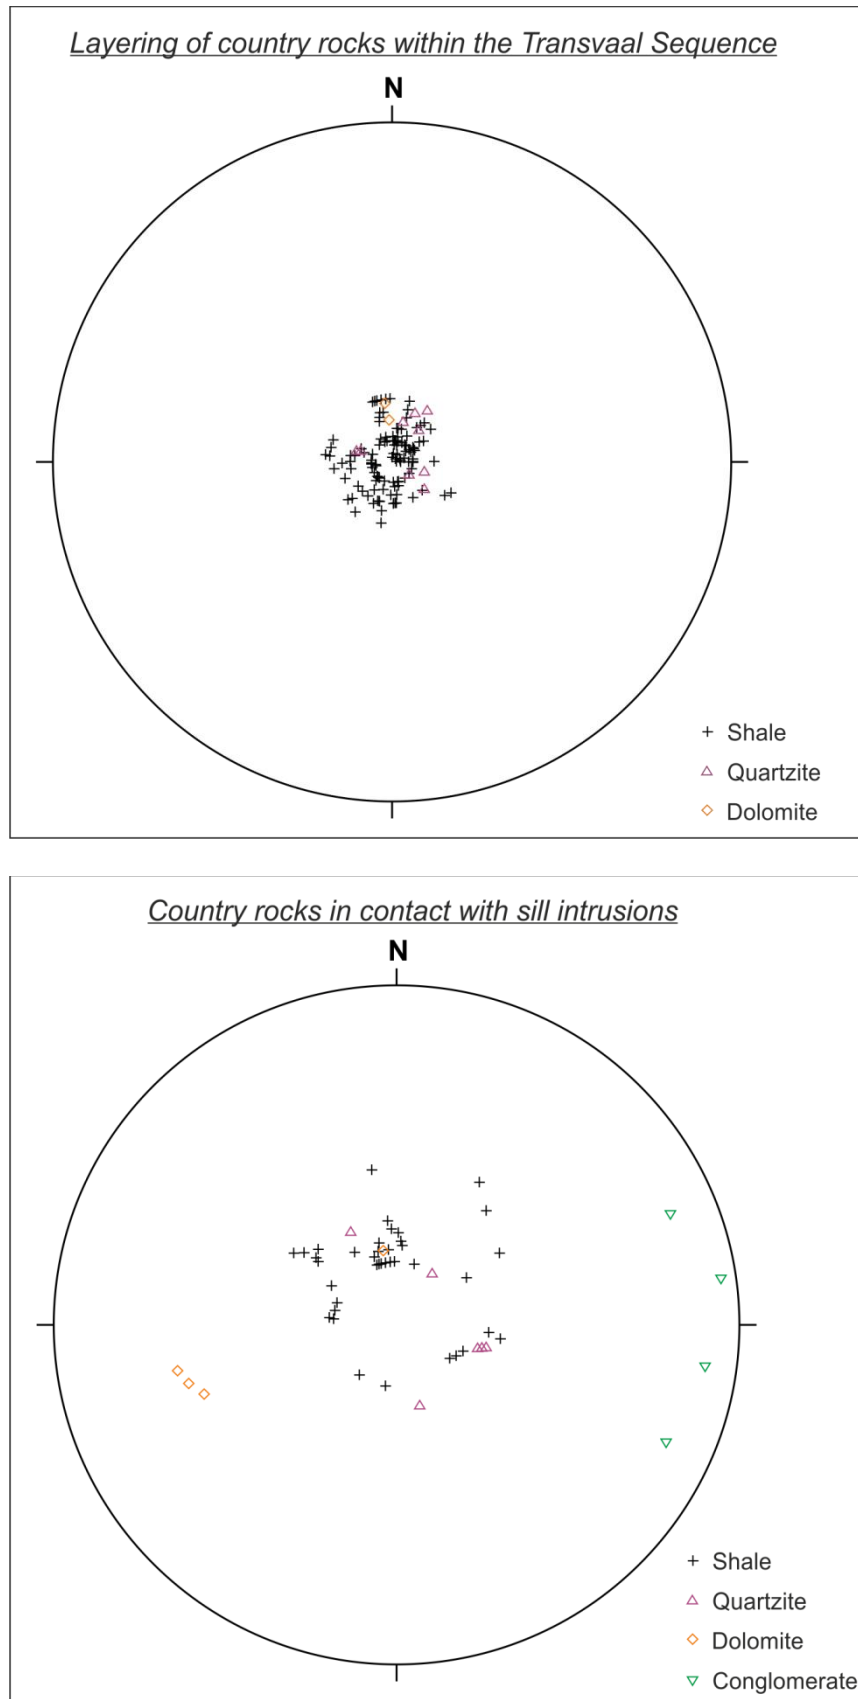 Layering of country rocks within the Transvaal Sequence
N
Shale
Quartzite
Dolomite
Country rocks in contact with sill intrusions
N
Shale
Quartzite
Dolomite
Conglomerate